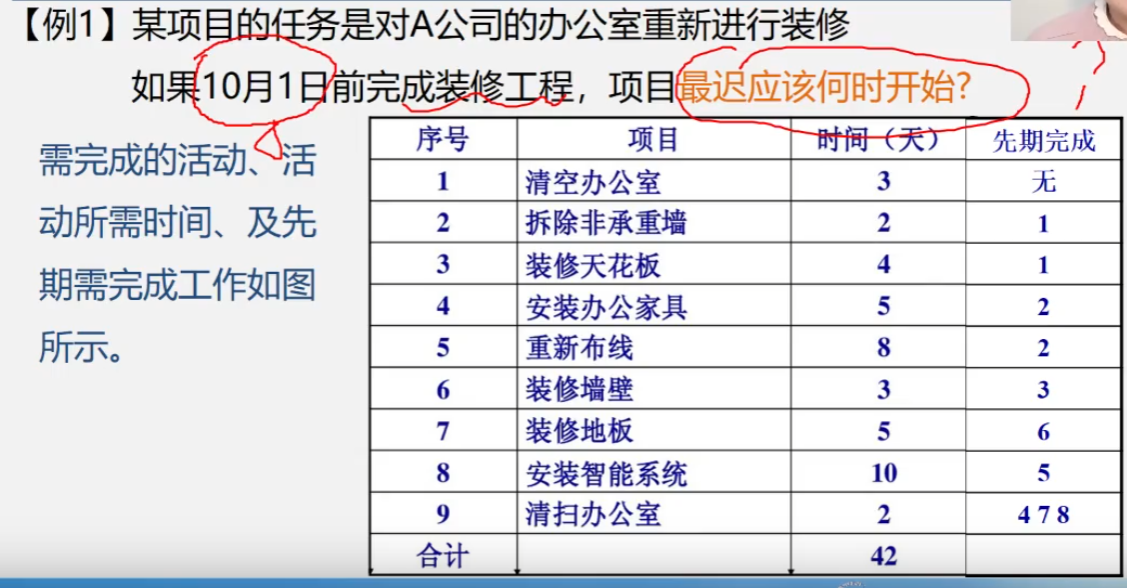 【例1】某项目的任务是对A公司的办公室重新进行装修
如果10月1日前完成装修工程，项目最迟应该何时开始?
需完成的活动、活
动所需时间、及先
期需完成工作如图
所示。
序号 项目 时间（天） 先期完成
1 清空办公室 3 无
2 拆除非承重墙 2 1
3 装修天花板 4 1
4 安装办公家具 5 2
5 重新布线 8 2
6 装修墙壁 3 3
7 装修地板 5 6
8 安装智能系统 10 5
9 清扫办公室 2 4 7 8
合计 42